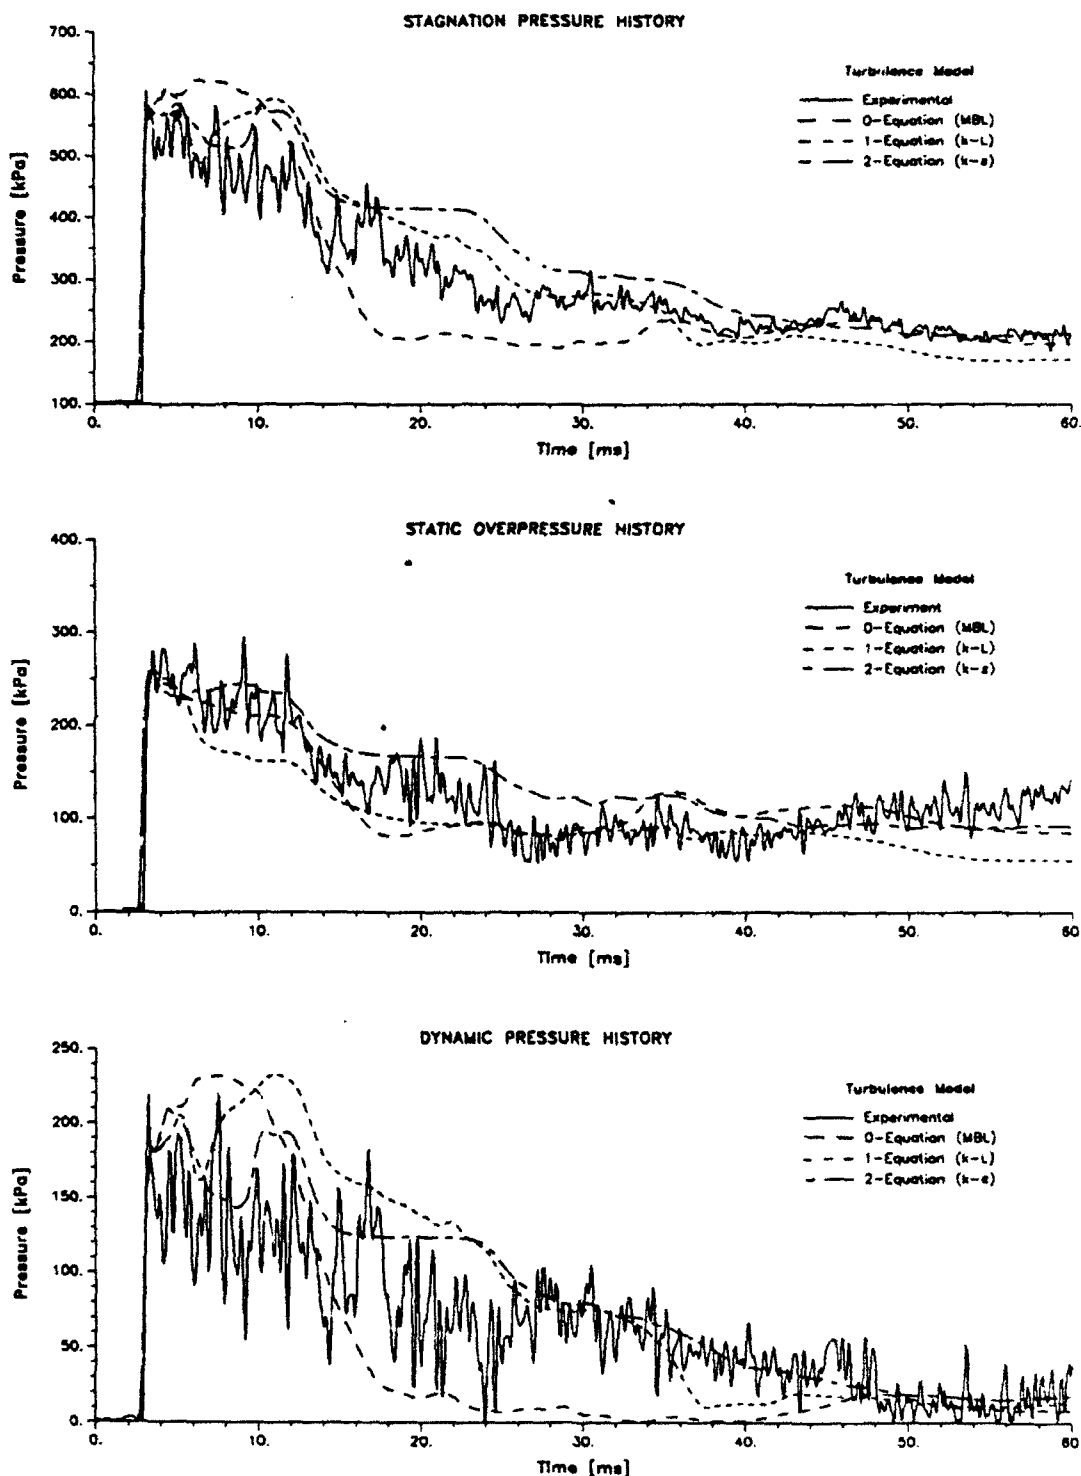 STAGNATION PRESSURE HISTORY
700.
600.
500.
400.
300.
200.
100.
Pressure [kPa]
Turbulence Model
Experimental
0-Equation (MBL)
1-Equation (k-L)
2-Equation (k-ε)
0. 10. 20. 30. 40. 50. 60.
Time [ms]
STATIC OVERPRESSURE HISTORY
400.
300.
200.
100.
0.
Pressure [kPa]
Turbulence Model
Experiment
0-Equation (MBL)
1-Equation (k-L)
2-Equation (k-ε)
0. 10. 20. 30. 40. 50. 60
Time [ms]
DYNAMIC PRESSURE HISTORY
250.
200.
150.
100.
50.
0.
Pressure [kPa]
Turbulence Model
Experimental
0-Equation (MBL)
1-Equation (k-L)
2-Equation (k-ε)
0. 10. 20. 30. 40. 50. 60
Time [ms]